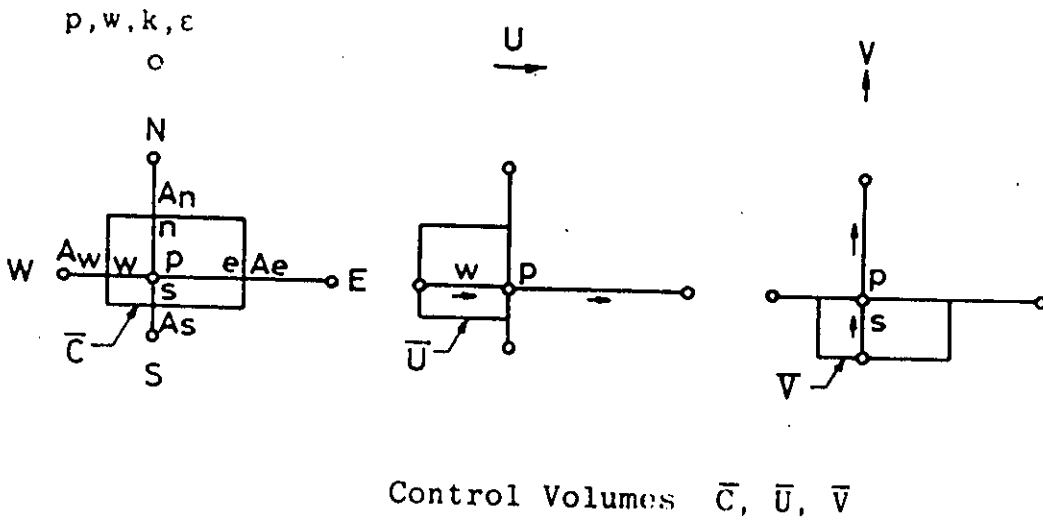 p,w,k,ε
U
V
N
An
n
W
Aw
w
p
e
Ae
E
s
As
C̅
S
w
p
U̅
p
s
V̅
Control Volumes C̅, U̅, V̅